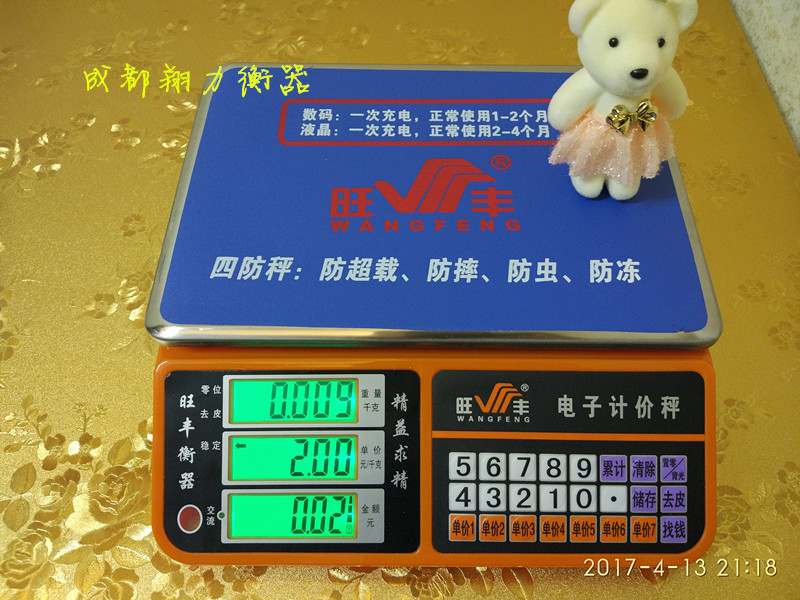 成都翔力衡器
数码：一次充电，正常使用1-2个月
液晶：一次充电，正常使用2-4个月
旺丰®
WANGFENG
四防秤：防超载、防摔、防虫、防冻
旺丰衡器
零位
去皮
稳定
交流
0.009
重量
千克
2.00
单价
元/千克
0.02
金额
元
精益求精
旺丰®
WANGFENG
电子计价秤
5 6 7 8 9 累计 清除 置零/背光
4 3 2 1 0 · 储存 去皮
单价1 单价2 单价3 单价4 单价5 单价6 单价7 找钱
2017-4-13 21:18